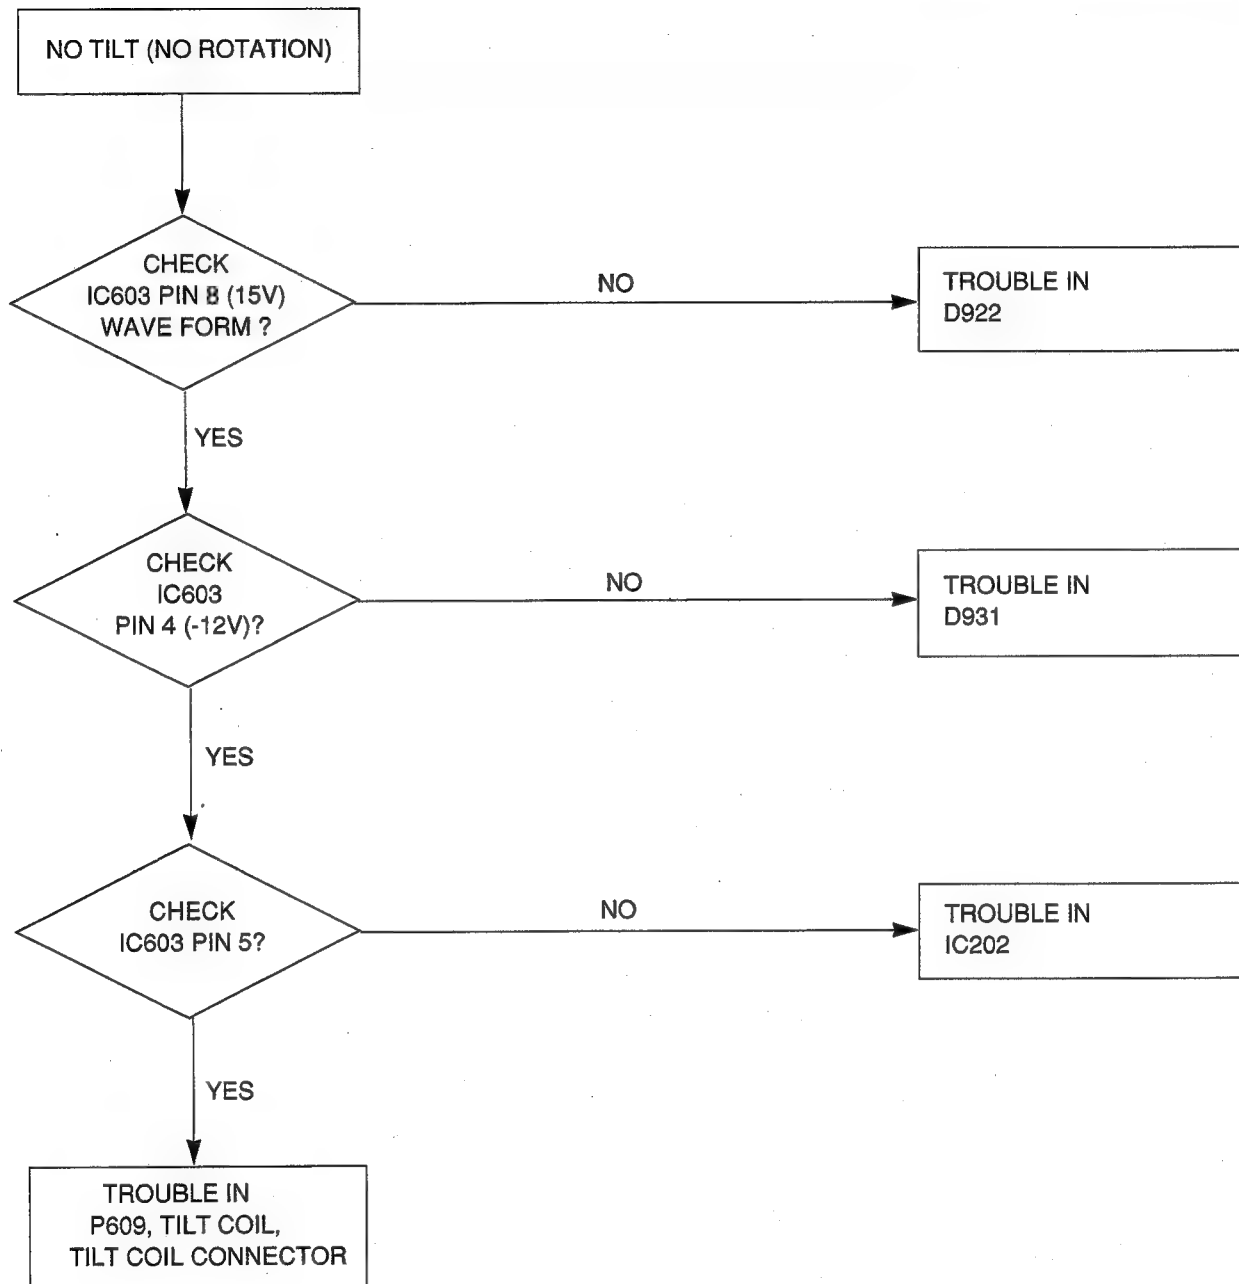 NO TILT (NO ROTATION)
CHECK
IC603 PIN 8 (15V)
WAVE FORM ?
NO
TROUBLE IN
D922
YES
CHECK
IC603
PIN 4 (-12V)?
NO
TROUBLE IN
D931
YES
CHECK
IC603 PIN 5?
NO
TROUBLE IN
IC202
YES
TROUBLE IN
P609, TILT COIL,
TILT COIL CONNECTOR